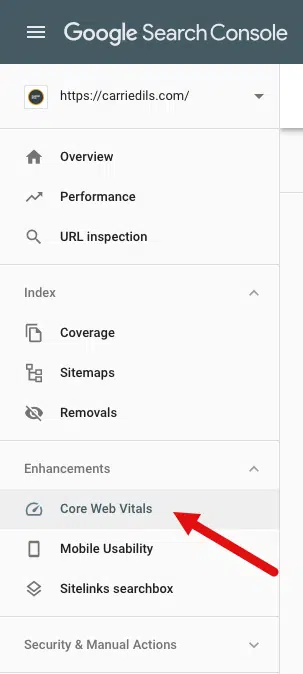 Google Search Console
https://carriedils.com/
Overview
Performance
URL inspection
Index
Coverage
Sitemaps
Removals
Enhancements
Core Web Vitals
Mobile Usability
Sitelinks searchbox
Security & Manual Actions